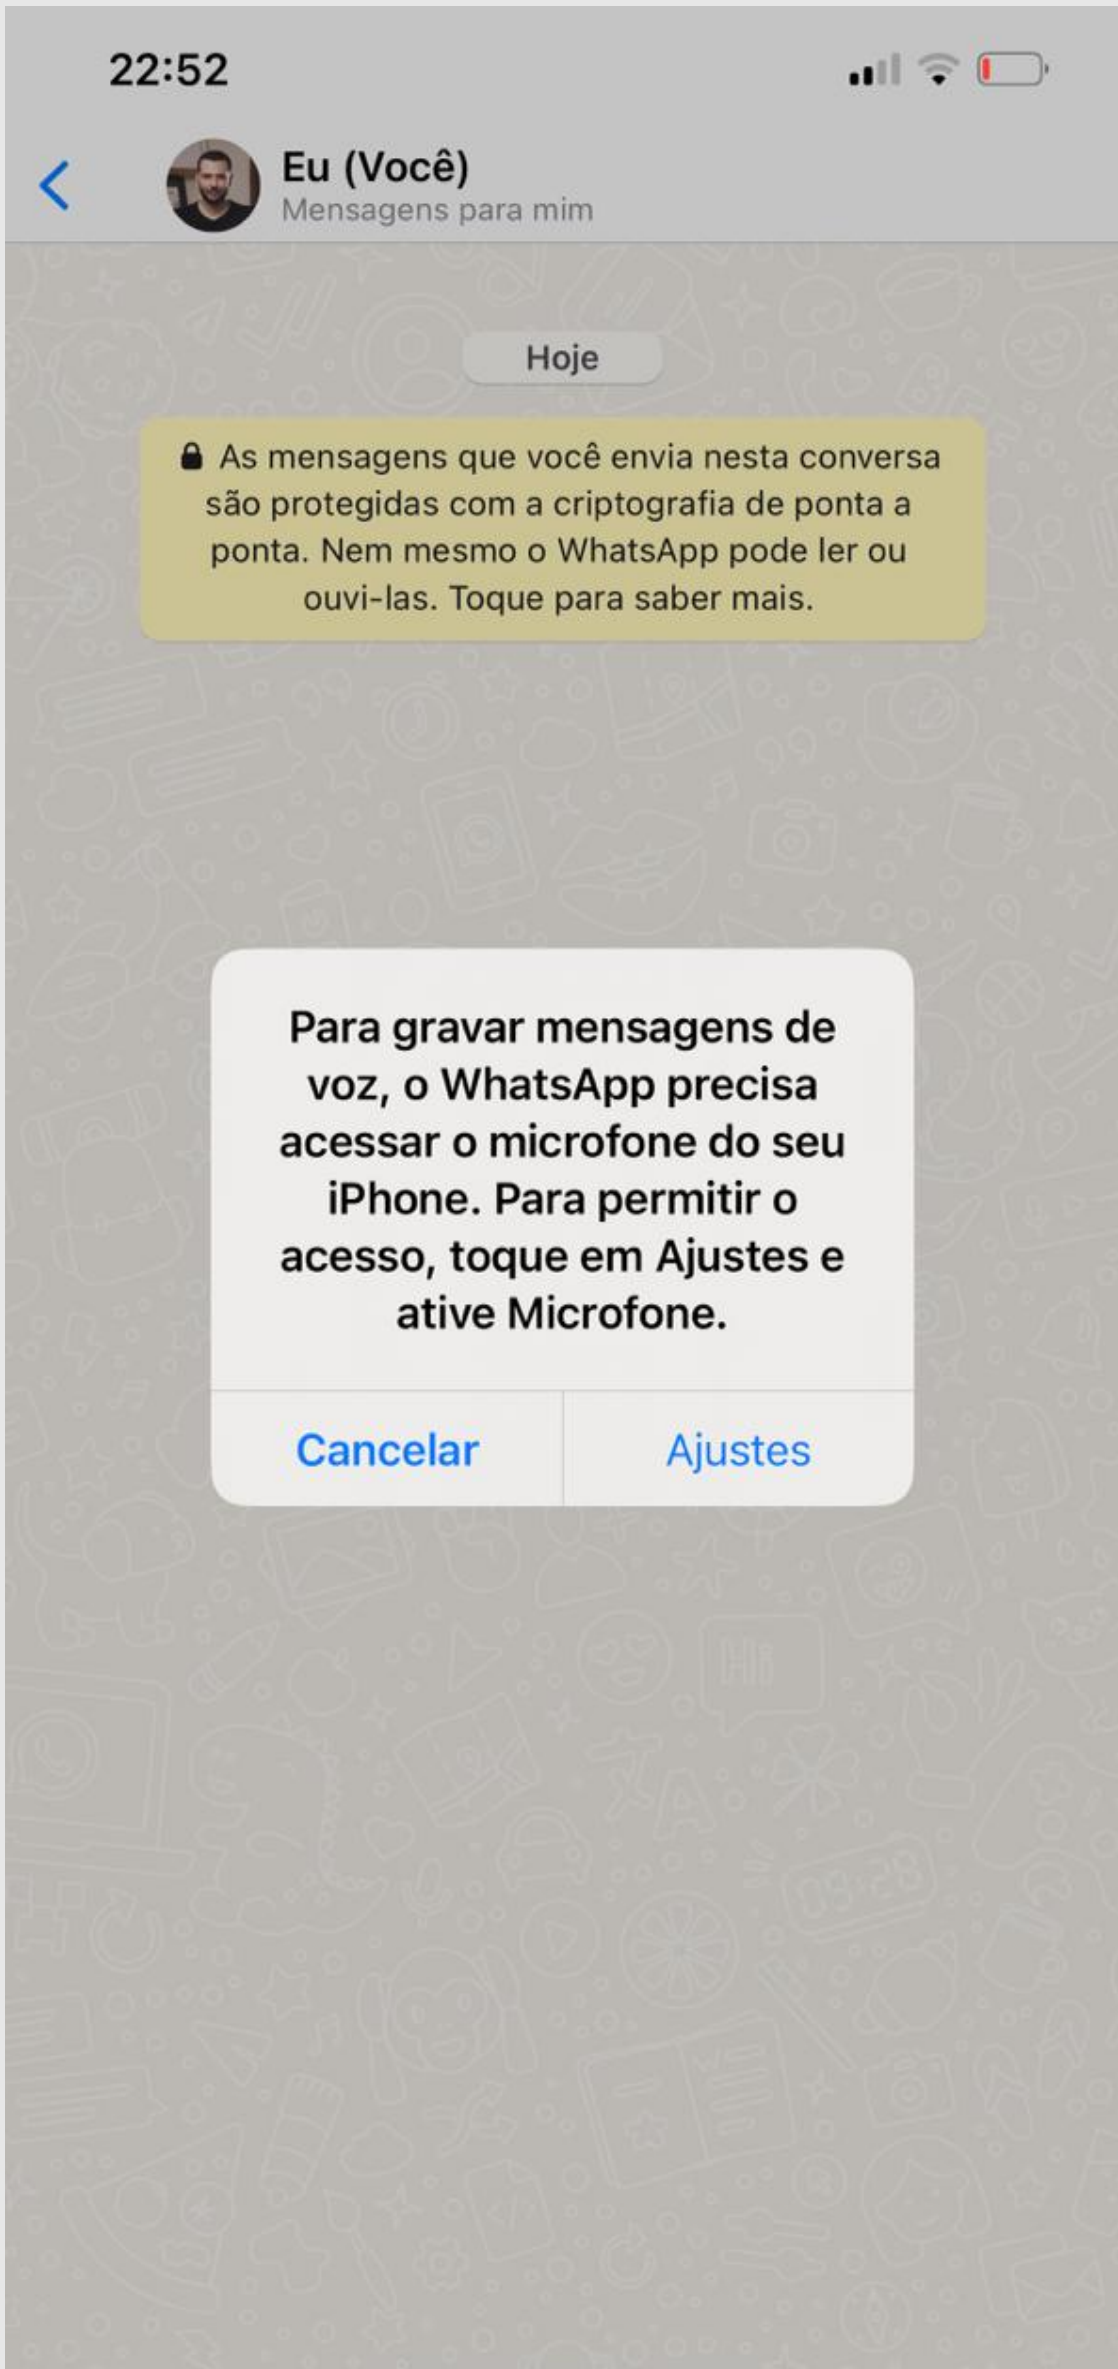 22:52
Eu (Você)
Mensagens para mim
Hoje
As mensagens que você envia nesta conversa
são protegidas com a criptografia de ponta a
ponta. Nem mesmo o WhatsApp pode ler ou
ouvi-las. Toque para saber mais.
Para gravar mensagens de
voz, o WhatsApp precisa
acessar o microfone do seu
iPhone. Para permitir o
acesso, toque em Ajustes e
ative Microfone.
Cancelar
Ajustes